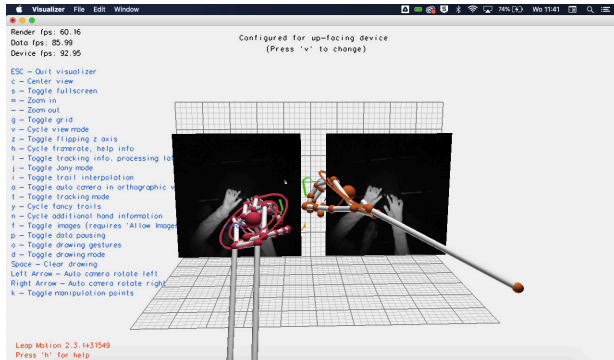 Visualizer File Edit Window
74% Wo 11:41
Render fps: 60.16
Data fps: 85.99
Device fps: 92.95
Configured for up-facing device
(Press 'v' to change)
ESC - Quit visualizer
c - Center view
s - Toggle fullscreen
= - Zoom in
- - Zoom out
g - Toggle grid
v - Cycle view mode
z - Toggle flipping z axis
h - Cycle framerate, help info
l - Toggle tracking info, processing lat
j - Toggle Jony mode
i - Toggle trail interpolation
a - Toggle auto camera in orthographic v
t - Toggle tracking mode
y - Cycle fancy trails
n - Cycle additional hand information
f - Toggle images (requires 'Allow Images
p - Toggle data pausing
o - Toggle drawing gestures
d - Toggle drawing mode
Space - Clear drawing
Left Arrow - Auto camera rotate left
Right Arrow - Auto camera rotate right
k - Toggle manipulation points
Leap Motion 2.3.1+31549
Press 'h' for help